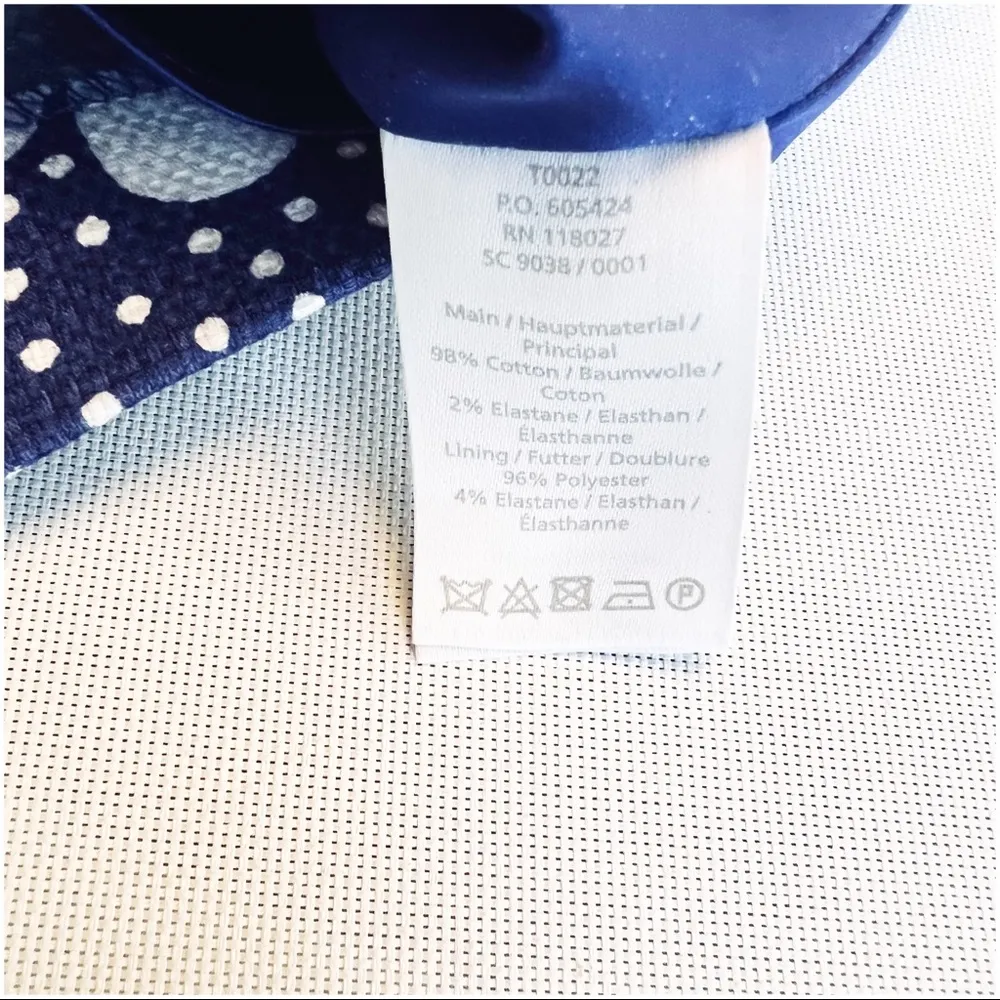 T0022
P.O. 605424
RN 118027
SC 9038 / 0001
Main / Hauptmaterial /
Principal
98% Cotton / Baumwolle /
Coton
2% Elastane / Elasthan /
Élasthanne
Lining / Futter / Doublure
96% Polyester
4% Elastane / Elasthan /
Élasthanne
P